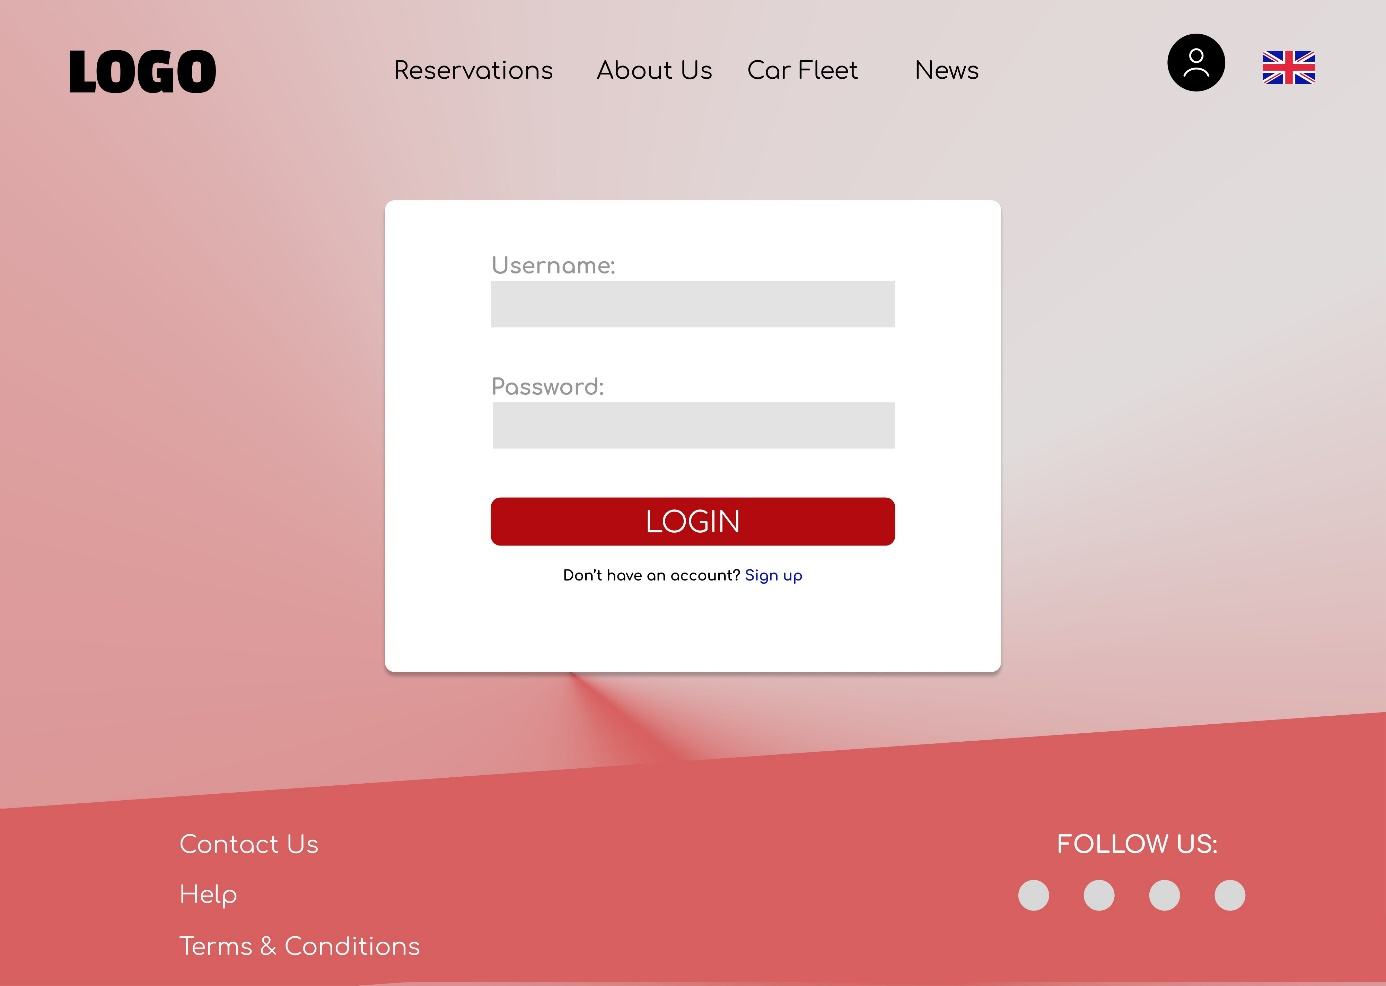 LOGO
Reservations About Us Car Fleet News
Username:
Password:
LOGIN
Don't have an account? Sign up
Contact Us
FOLLOW US:
Help
Terms & Conditions